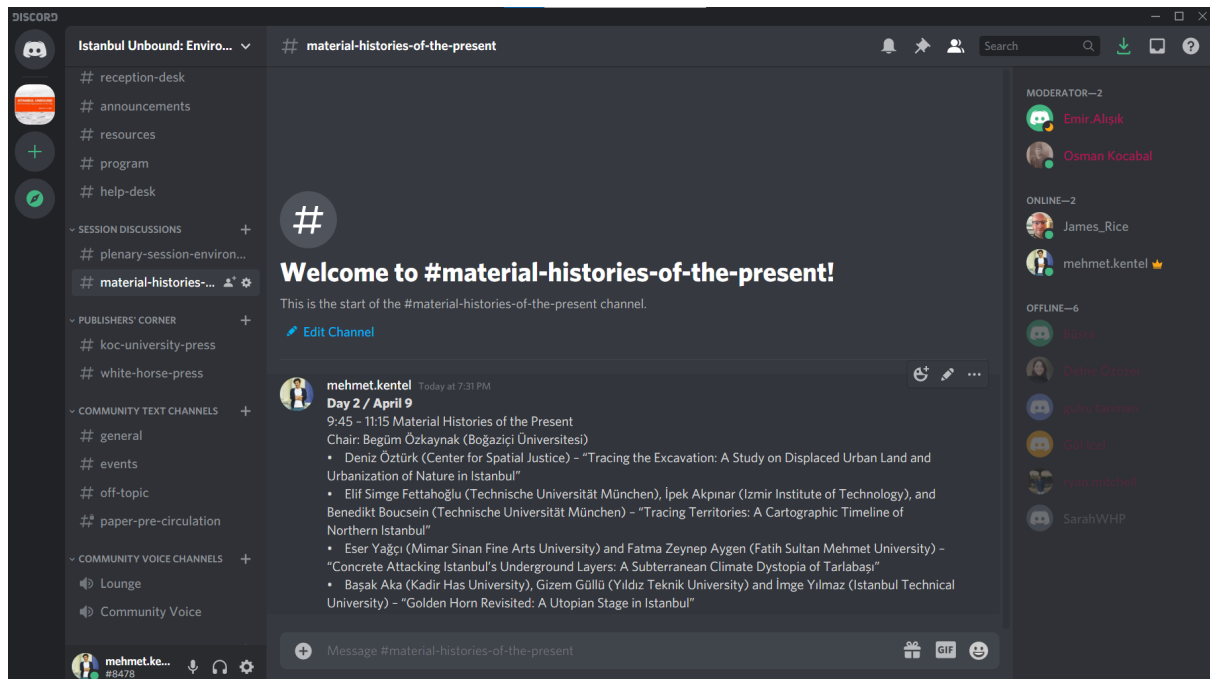 DISCORD
Istanbul Unbound: Enviro...
# material-histories-of-the-present
Search
# reception-desk
# announcements
# resources
# program
# help-desk
SESSION DISCUSSIONS
# plenary-session-environ...
# material-histories-...
PUBLISHERS' CORNER
# koc-university-press
# white-horse-press
COMMUNITY TEXT CHANNELS
# general
# events
# off-topic
# paper-pre-circulation
COMMUNITY VOICE CHANNELS
Lounge
Community Voice
mehmet.ke...
#8478
#
Welcome to #material-histories-of-the-present!
This is the start of the #material-histories-of-the-present channel.
Edit Channel
mehmet.kentel Today at 7:31 PM
Day 2 / April 9
9:45 – 11:15 Material Histories of the Present
Chair: Begüm Özkaynak (Boğaziçi Üniversitesi)
• Deniz Öztürk (Center for Spatial Justice) – “Tracing the Excavation: A Study on Displaced Urban Land and
Urbanization of Nature in Istanbul”
• Elif Simge Fettahoğlu (Technische Universität München), İpek Akpınar (Izmir Institute of Technology), and
Benedikt Boucsein (Technische Universität München) – “Tracing Territories: A Cartographic Timeline of
Northern Istanbul”
• Eser Yağçı (Mimar Sinan Fine Arts University) and Fatma Zeynep Aygen (Fatih Sultan Mehmet University) –
“Concrete Attacking Istanbul’s Underground Layers: A Subterranean Climate Dystopia of Tarlabaşı”
• Başak Aka (Kadir Has University), Gizem Güllü (Yıldız Teknik University) and İmge Yılmaz (Istanbul Technical
University) – “Golden Horn Revisited: A Utopian Stage in Istanbul”
Message #material-histories-of-the-present
GIF
MODERATOR—2
Emir.Alışık
Osman Kocabal
ONLINE—2
James_Rice
mehmet.kentel
OFFLINE—6
SarahWHP